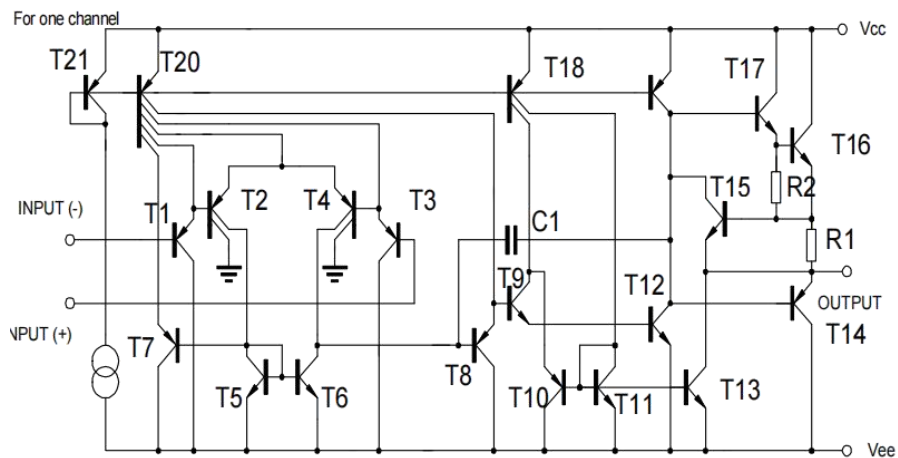 For one channel
Vcc
T21
T20
T18
T17
T16
R2
T15
INPUT (-)
T1
T2
T4
T3
C1
R1
T9
T12
OUTPUT
NPUT (+)
T7
T8
T14
T5
T6
T10
T11
T13
Vee